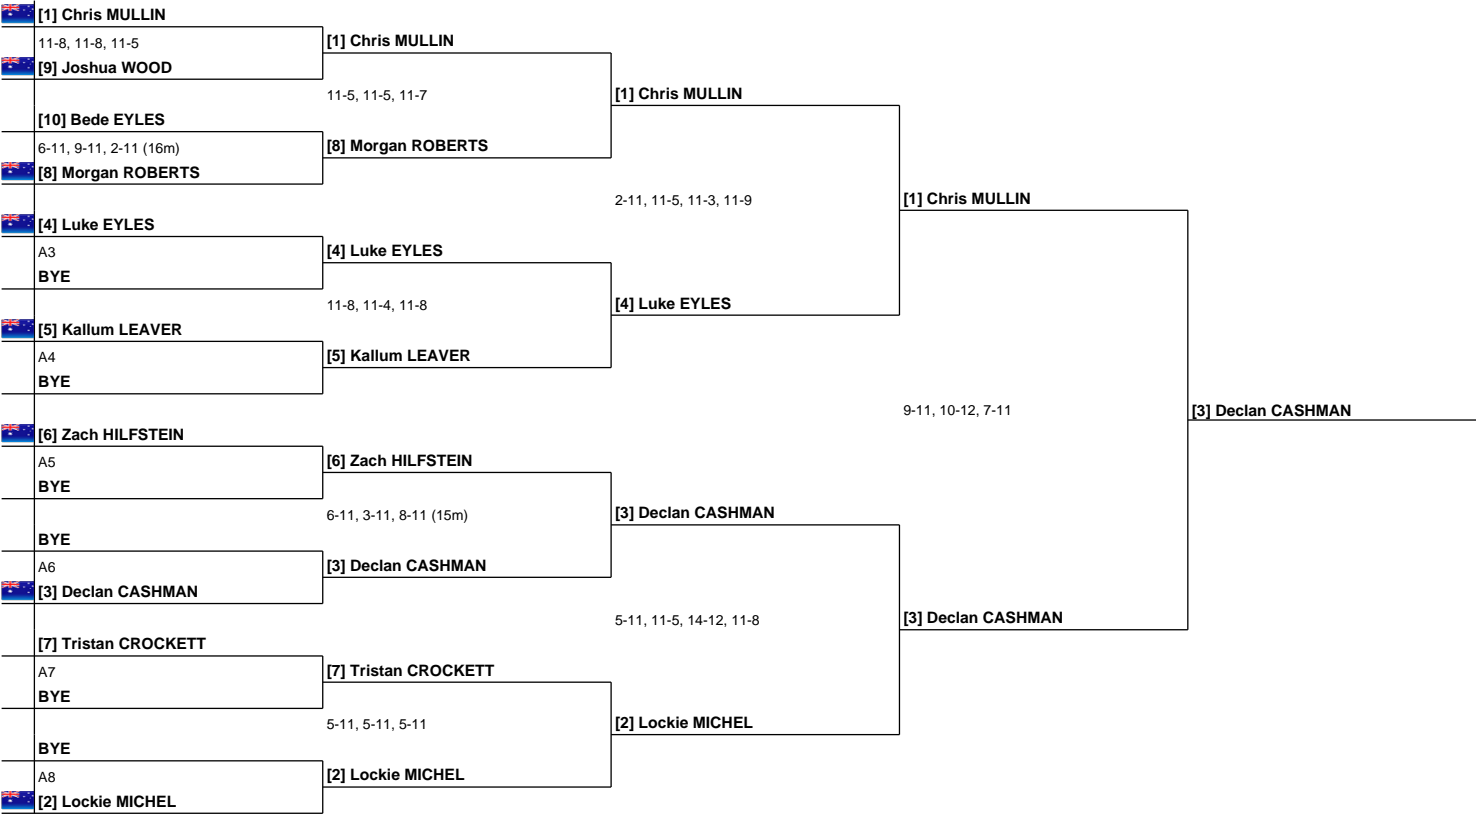 [1] Chris MULLIN
11-8, 11-8, 11-5
[9] Joshua WOOD
[10] Bede EYLES
6-11, 9-11, 2-11 (16m)
[8] Morgan ROBERTS
[4] Luke EYLES
A3
BYE
[5] Kallum LEAVER
A4
BYE
[6] Zach HILFSTEIN
A5
BYE
BYE
A6
[3] Declan CASHMAN
[7] Tristan CROCKETT
A7
BYE
BYE
A8
[2] Lockie MICHEL
[1] Chris MULLIN
11-5, 11-5, 11-7
[8] Morgan ROBERTS
[4] Luke EYLES
11-8, 11-4, 11-8
[5] Kallum LEAVER
[6] Zach HILFSTEIN
6-11, 3-11, 8-11 (15m)
[3] Declan CASHMAN
[7] Tristan CROCKETT
5-11, 5-11, 5-11
[2] Lockie MICHEL
[1] Chris MULLIN
2-11, 11-5, 11-3, 11-9
[4] Luke EYLES
[3] Declan CASHMAN
5-11, 11-5, 14-12, 11-8
[2] Lockie MICHEL
[1] Chris MULLIN
9-11, 10-12, 7-11
[3] Declan CASHMAN
[3] Declan CASHMAN